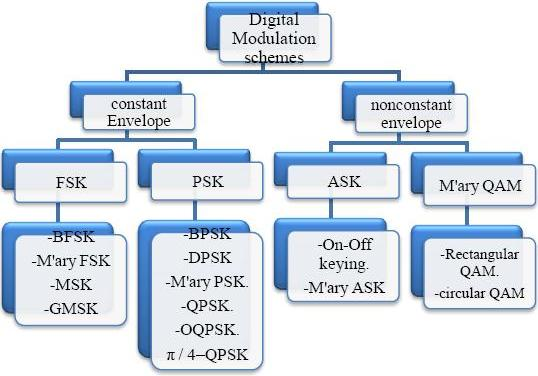 Digital
Modulation
schemes
constant
Envelope
nonconstant
envelope
FSK
PSK
ASK
M'ary QAM
-BFSK
-M'ary FSK
-MSK
-GMSK
-BPSK
-DPSK
-M'ary PSK.
-QPSK.
-OQPSK.
π / 4–QPSK
-On-Off
keying.
-M'ary ASK
-Rectangular
QAM.
-circular QAM